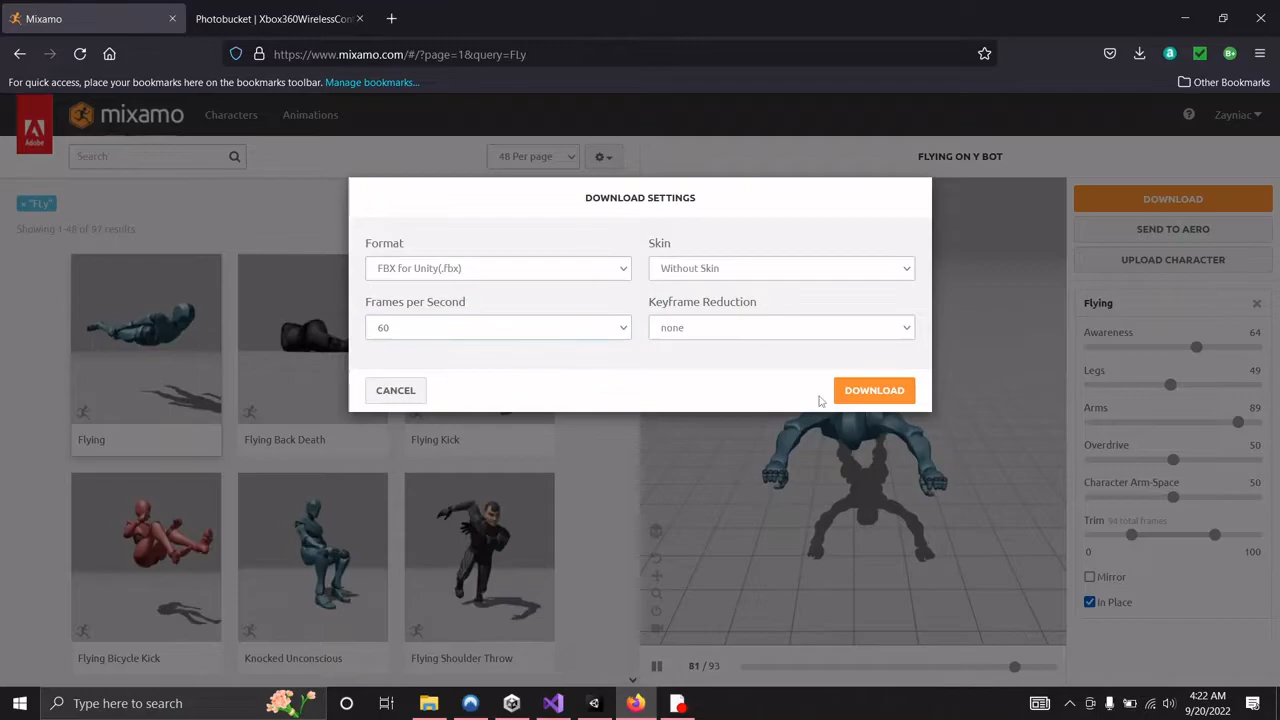 Mixamo
Photobucket | Xbox360WirelessCon
https://www.mixamo.com/#/?page=1&query=FLy
For quick access, place your bookmarks here on the bookmarks toolbar. Manage bookmarks...
Other Bookmarks
Adobe
mixamo
Characters
Animations
Zayniac
Search
48 Per page
FLYING ON Y BOT
« "Fly"
Showing 1-48 of 97 results
DOWNLOAD SETTINGS
Format
Skin
FBX for Unity(.fbx)
Without Skin
Frames per Second
Keyframe Reduction
60
none
CANCEL
DOWNLOAD
Flying
Flying Back Death
Flying Kick
Flying Bicycle Kick
Knocked Unconscious
Flying Shoulder Throw
81 / 93
DOWNLOAD
SEND TO AERO
UPLOAD CHARACTER
Flying
Awareness 64
Legs 49
Arms 89
Overdrive 50
Character Arm-Space 50
Trim 94 total frames
0 100
Mirror
In Place
Type here to search
4:22 AM
9/20/2022